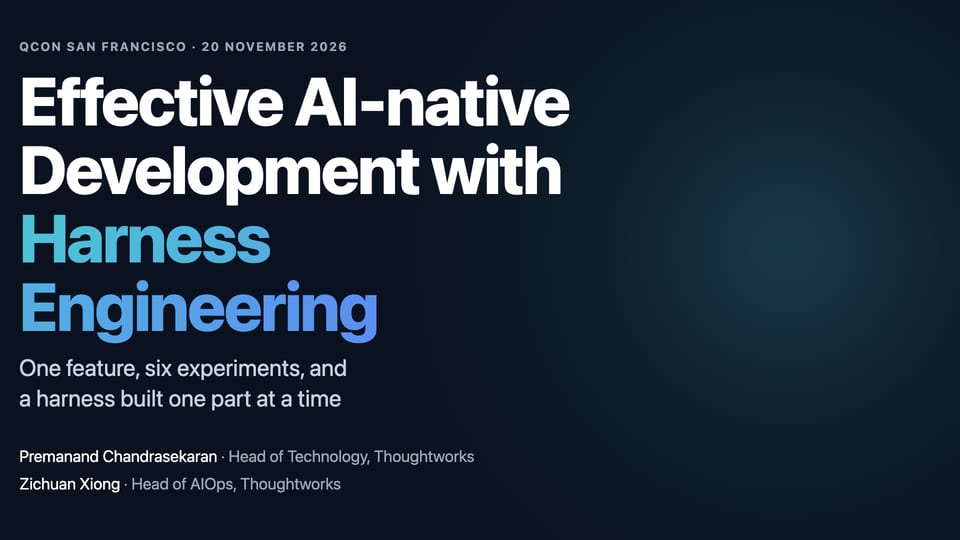 QCON SAN FRANCISCO · 20 NOVEMBER 2026
Effective AI-native
Development with
Harness
Engineering
One feature, six experiments, and
a harness built one part at a time
Premanand Chandrasekaran · Head of Technology, Thoughtworks
Zichuan Xiong · Head of AIOps, Thoughtworks